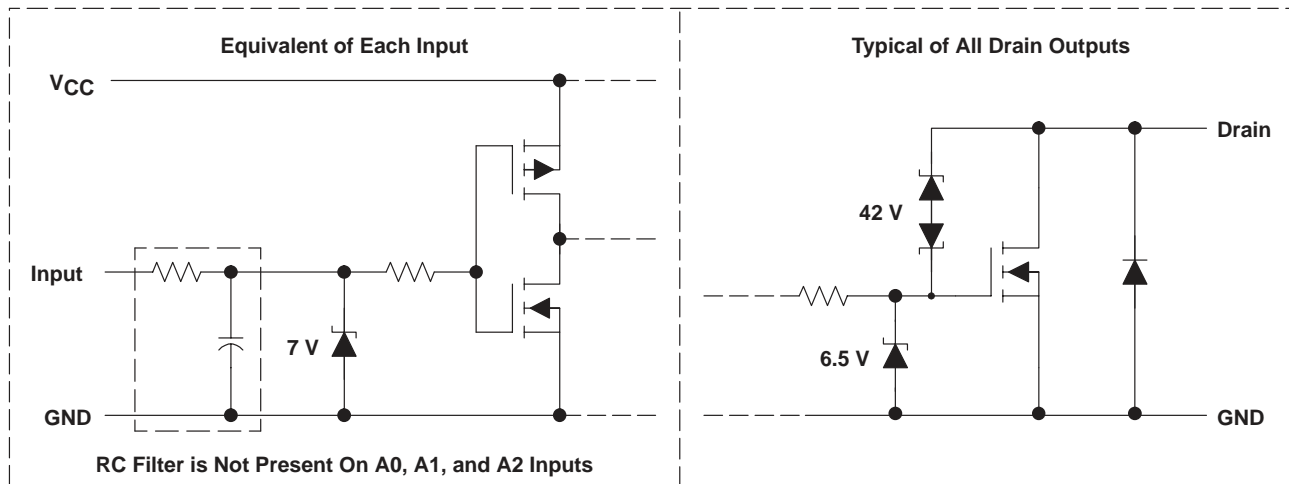 Equivalent of Each Input
VCC
Input
7 V
GND
RC Filter is Not Present On A0, A1, and A2 Inputs
Typical of All Drain Outputs
Drain
42 V
6.5 V
GND